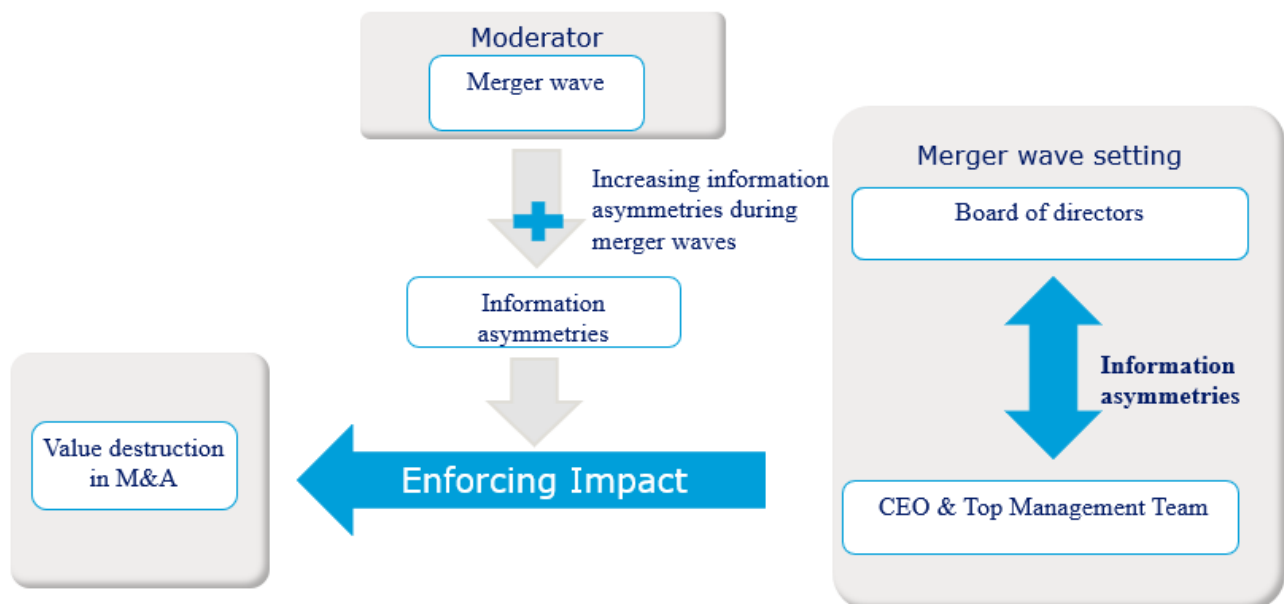 Moderator
Merger wave
Increasing information
asymmetries during
merger waves
Information
asymmetries
Value destruction
in M&A
Enforcing Impact
Merger wave setting
Board of directors
Information
asymmetries
CEO & Top Management Team